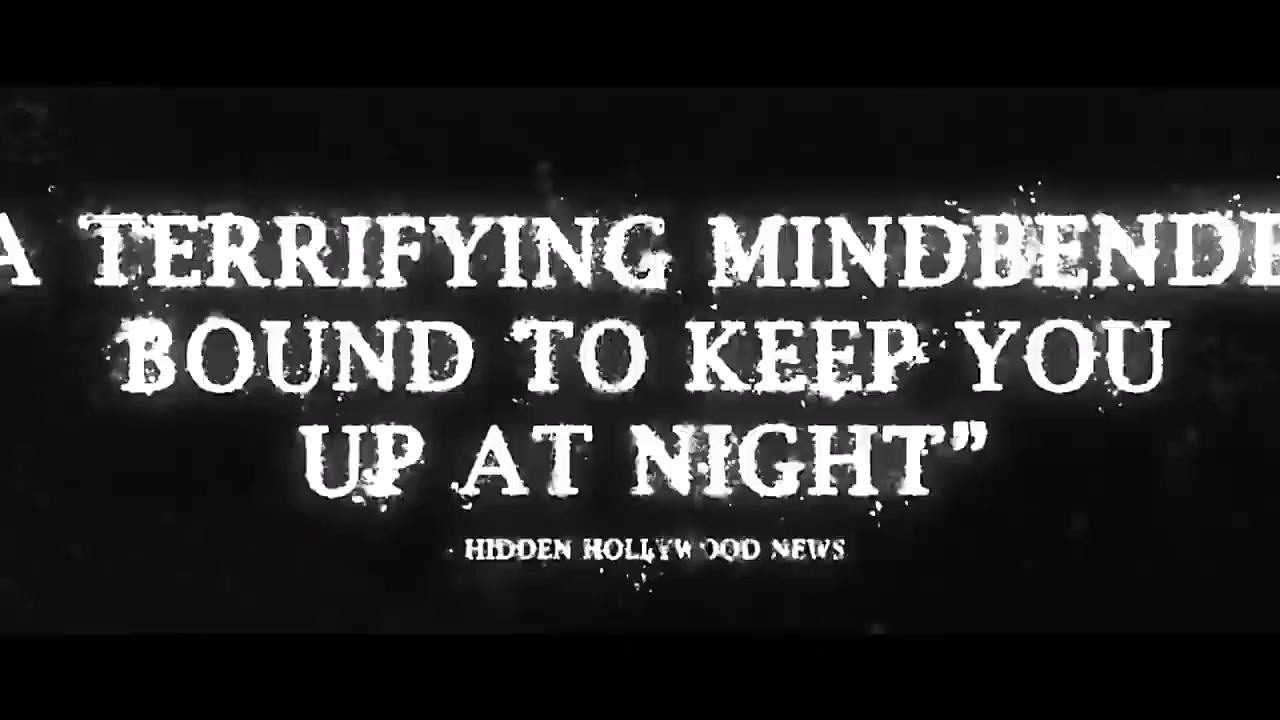 A TERRIFYING MINDBENDE
BOUND TO KEEP YOU
UP AT NIGHT”
- HIDDEN HOLLYWOOD NEWS